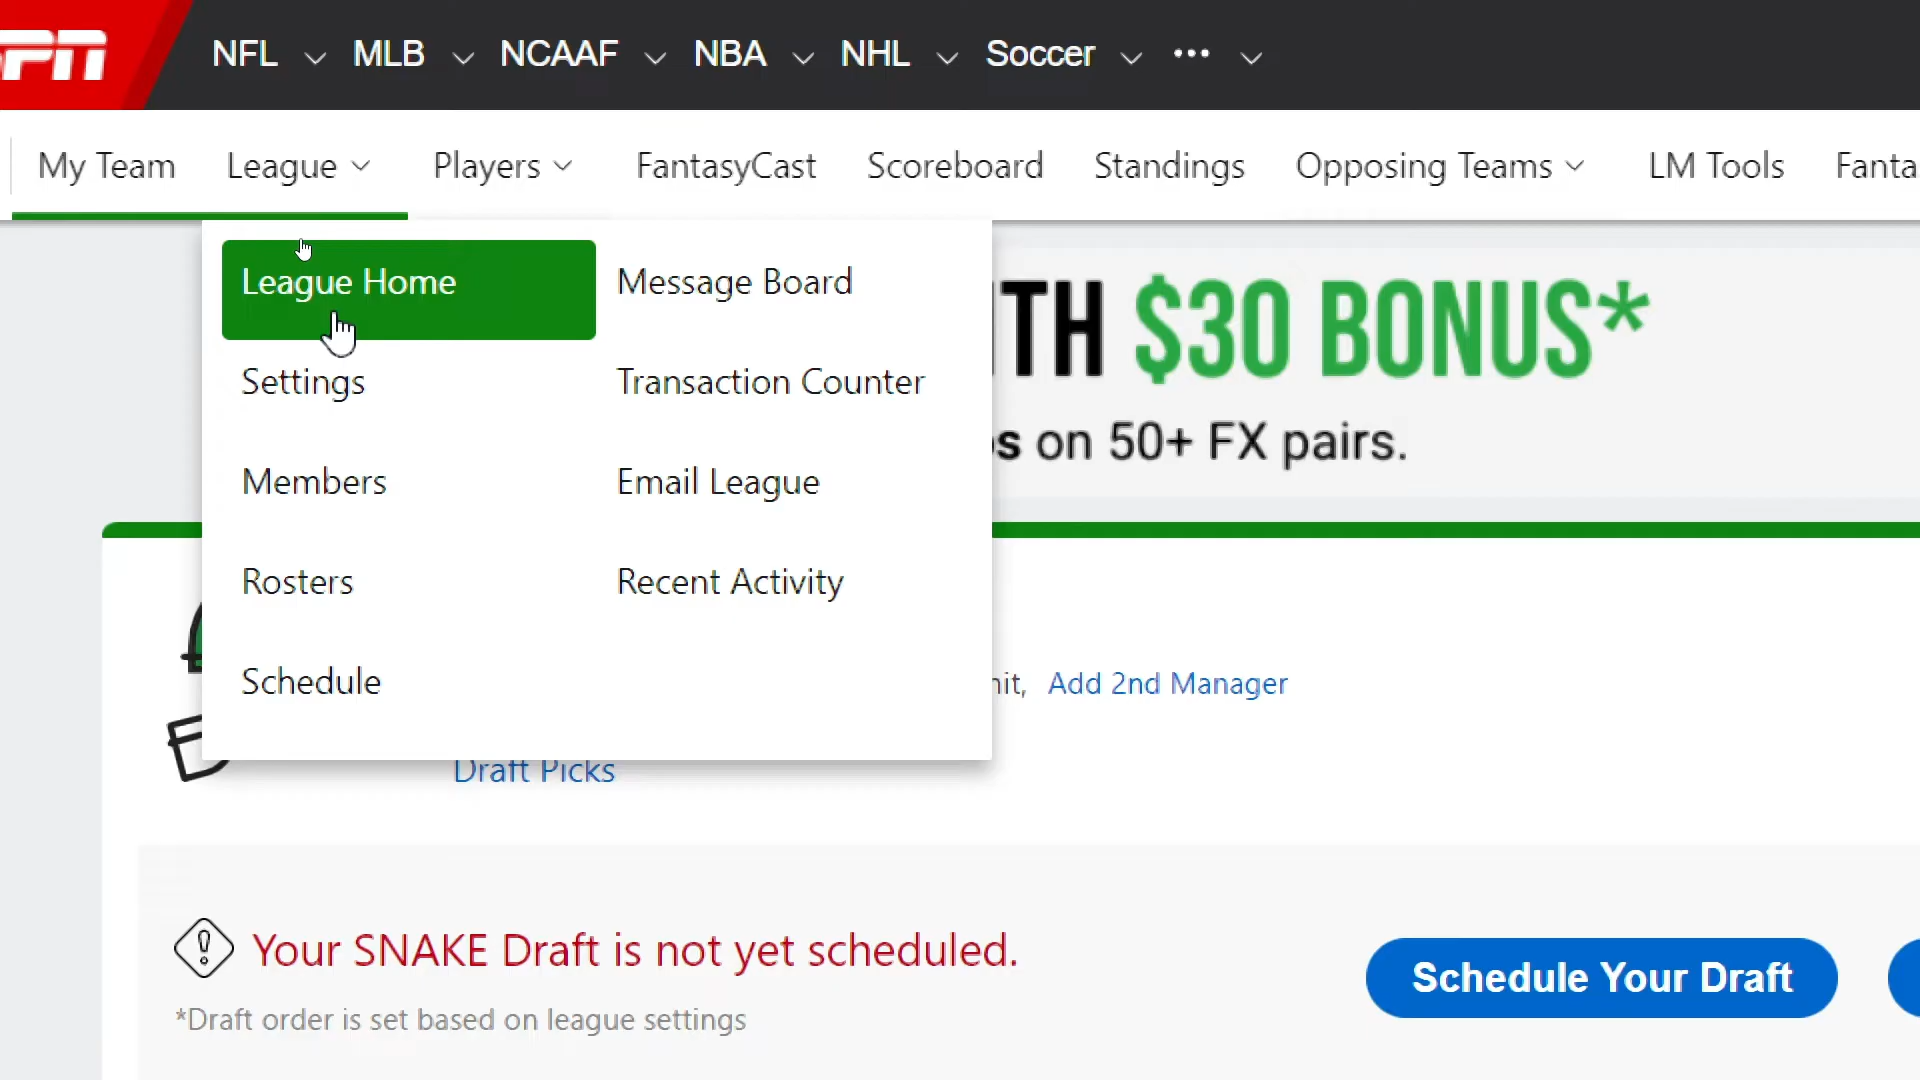 NFL MLB NCAAF NBA NHL Soccer •••
My Team League Players FantasyCast Scoreboard Standings Opposing Teams LM Tools
League Home Message Board
$30 BONUS*
Settings Transaction Counter
on 50+ FX pairs.
Members Email League
Rosters Recent Activity
Schedule
Add 2nd Manager
Draft Picks
Your SNAKE Draft is not yet scheduled.
Schedule Your Draft
*Draft order is set based on league settings